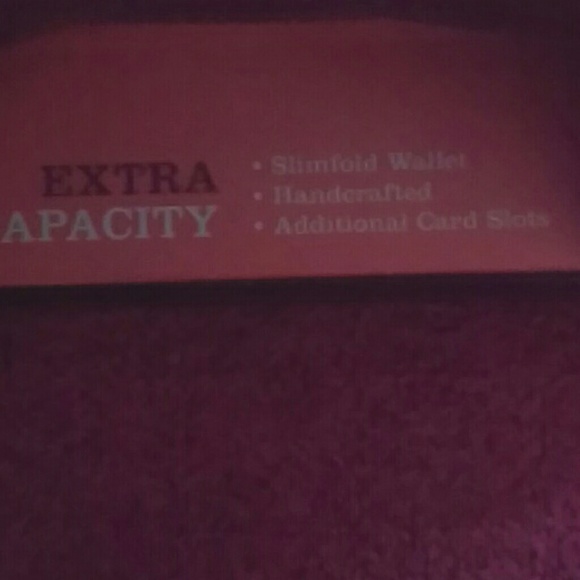 EXTRA
APACITY
• Slimfold Wallet
• Handcrafted
• Additional Card Slots